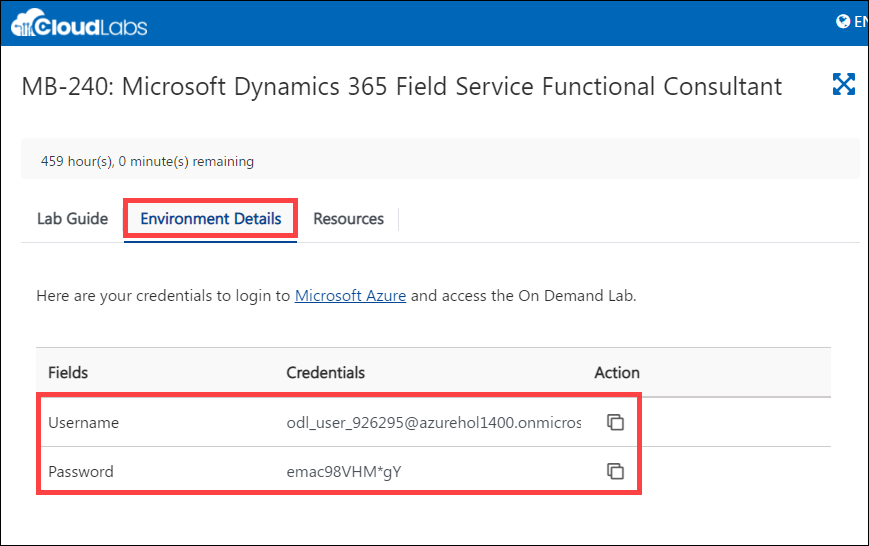 CloudLabs
EN
MB-240: Microsoft Dynamics 365 Field Service Functional Consultant
459 hour(s), 0 minute(s) remaining
Lab Guide Environment Details Resources
Here are your credentials to login to Microsoft Azure and access the On Demand Lab.
Fields Credentials Action
Username odl_user_926295@azurehol1400.onmicros
Password emac98VHM*gY